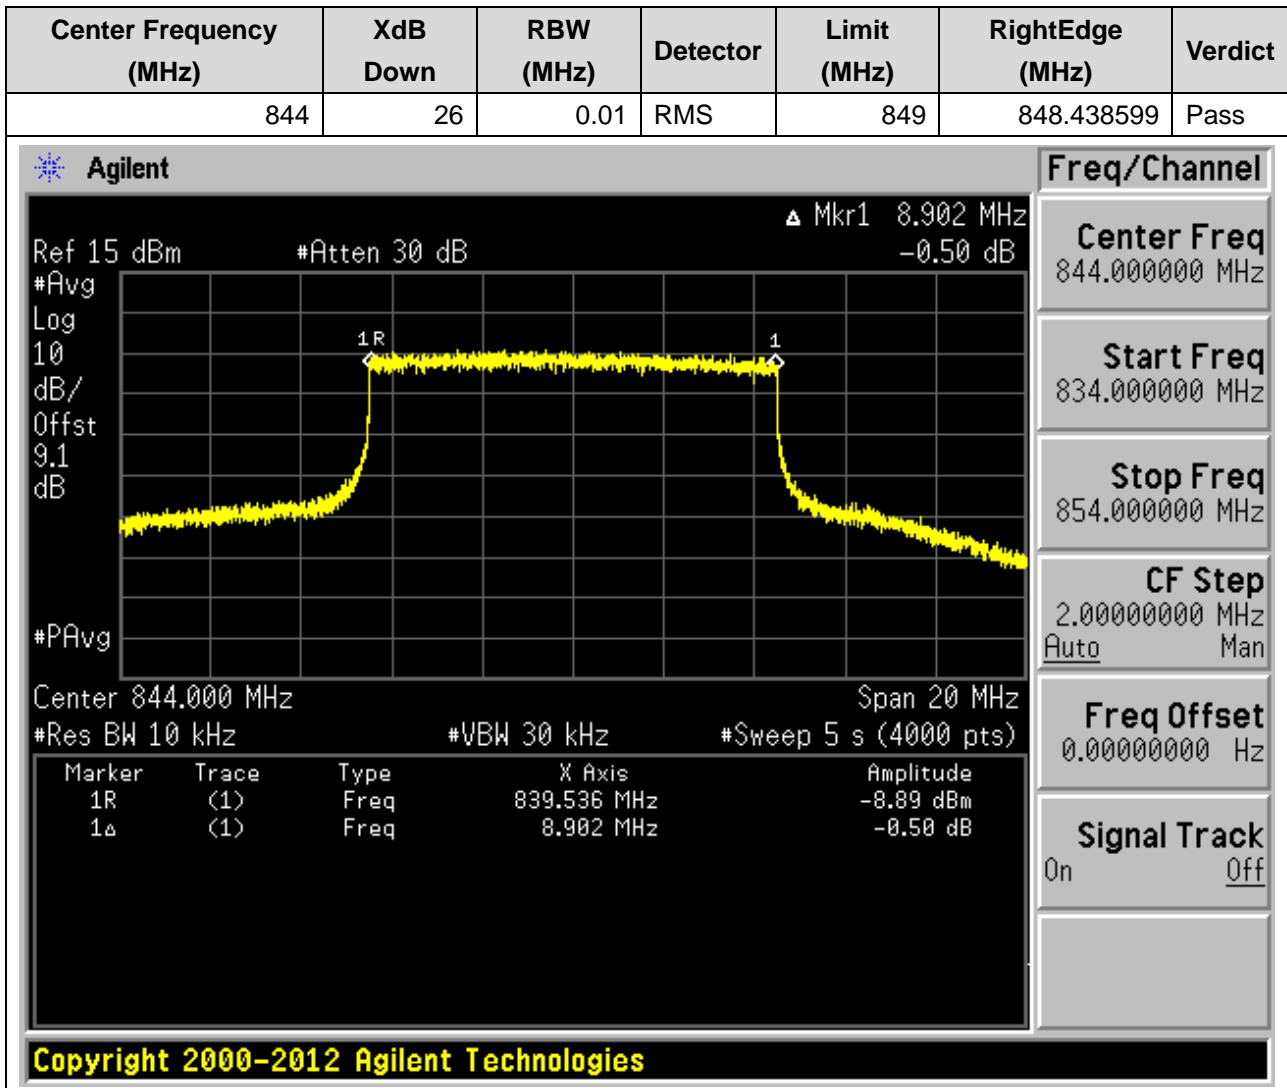 Center Frequency (MHz) XdB Down RBW (MHz) Detector Limit (MHz) RightEdge (MHz) Verdict
844 26 0.01 RMS 849 848.438599 Pass
Agilent
Freq/Channel
Δ Mkr1 8.902 MHz
Ref 15 dBm #Atten 30 dB -0.50 dB
#Avg
Log
10
dB/
Offst
9.1
dB
1R
1
#PAvg
Center 844.000 MHz Span 20 MHz
#Res BW 10 kHz #VBW 30 kHz #Sweep 5 s (4000 pts)
Marker Trace Type X Axis Amplitude
1R (1) Freq 839.536 MHz -8.89 dBm
1Δ (1) Freq 8.902 MHz -0.50 dB
Center Freq
844.000000 MHz
Start Freq
834.000000 MHz
Stop Freq
854.000000 MHz
CF Step
2.00000000 MHz
Auto Man
Freq Offset
0.00000000 Hz
Signal Track
On Off
Copyright 2000-2012 Agilent Technologies